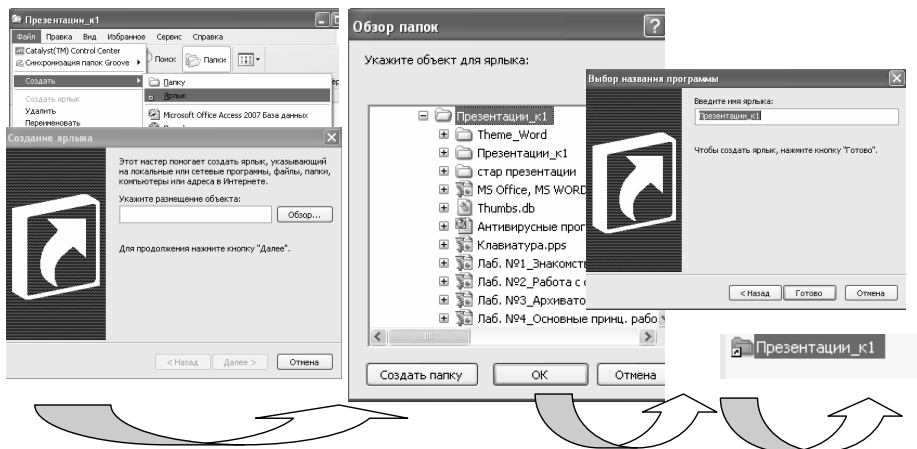 Презентации_к1
Файл Правка Вид Избранное Сервис Справка
Catalyst(TM) Control Center
Синхронизация папок Groove
Поиск Папки
Создать
Папку
Ярлык
Создать ярлык
Удалить
Переименовать
Microsoft Office Access 2007 База данных
Создание ярлыка
Этот мастер помогает создать ярлык, указывающий
на локальные или сетевые программы, файлы, папки,
компьютеры или адреса в Интернете.
Укажите размещение объекта:
Обзор...
Для продолжения нажмите кнопку "Далее".
< Назад Далее > Отмена
Обзор папок
Укажите объект для ярлыка:
Презентации_к1
Theme_Word
Презентации_к1
стар презентации
MS Office, MS WORD
Thumbs.db
Антивирусные прог
Клавиатура.pps
Лаб. №1_Знакомств
Лаб. №2_Работа с
Лаб. №3_Архивато
Лаб. №4_Основные принц. рабо
Создать папку ОК Отмена
Выбор названия программы
Введите имя ярлыка:
Презентации_к1
Чтобы создать ярлык, нажмите кнопку "Готово".
< Назад Готово Отмена
Презентации_к1